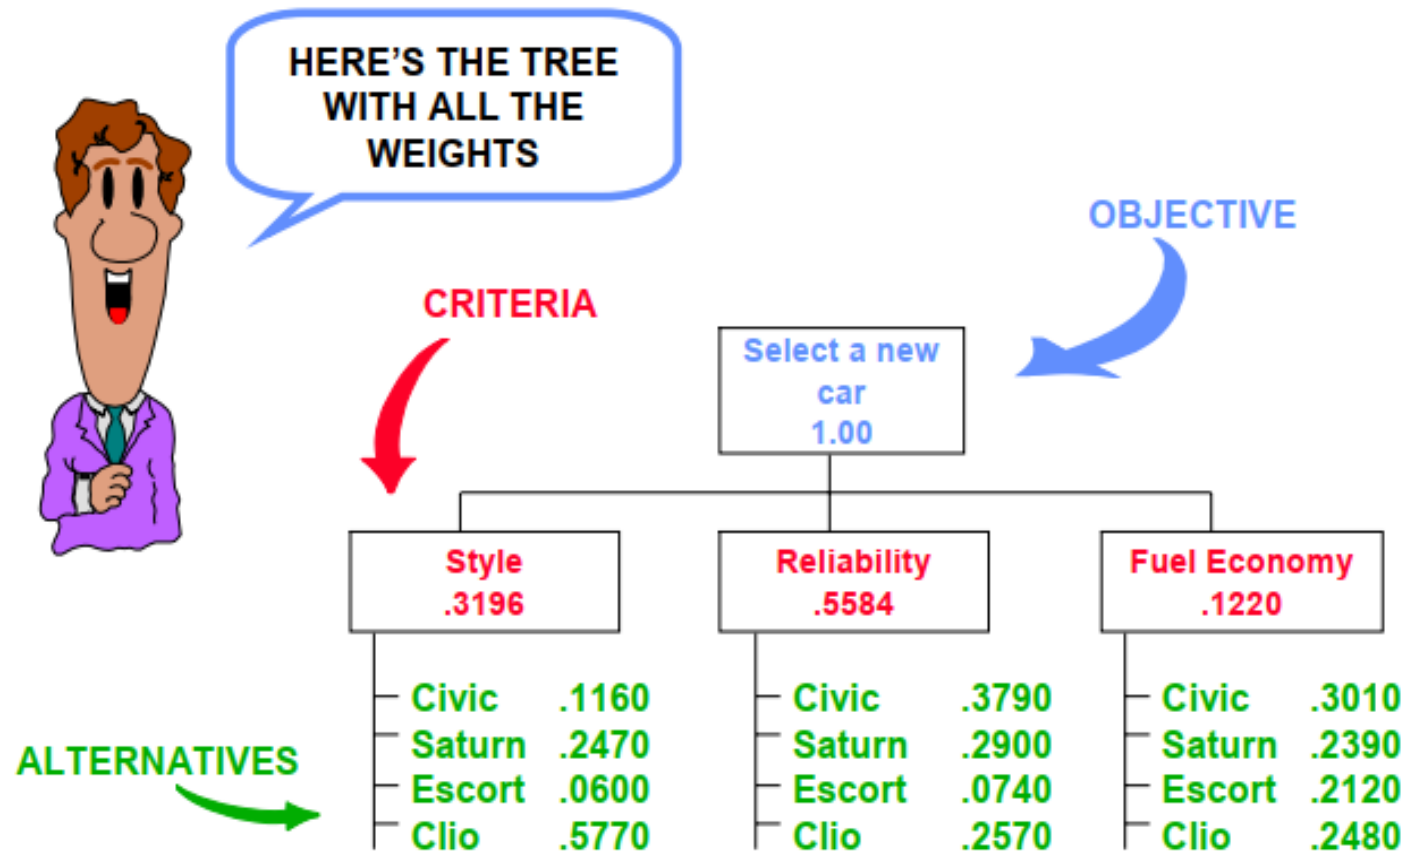 HERE’S THE TREE
WITH ALL THE
WEIGHTS
OBJECTIVE
CRITERIA
Select a new
car
1.00
Style
.3196
Reliability
.5584
Fuel Economy
.1220
ALTERNATIVES
Civic .1160
Saturn .2470
Escort .0600
Clio .5770
Civic .3790
Saturn .2900
Escort .0740
Clio .2570
Civic .3010
Saturn .2390
Escort .2120
Clio .2480